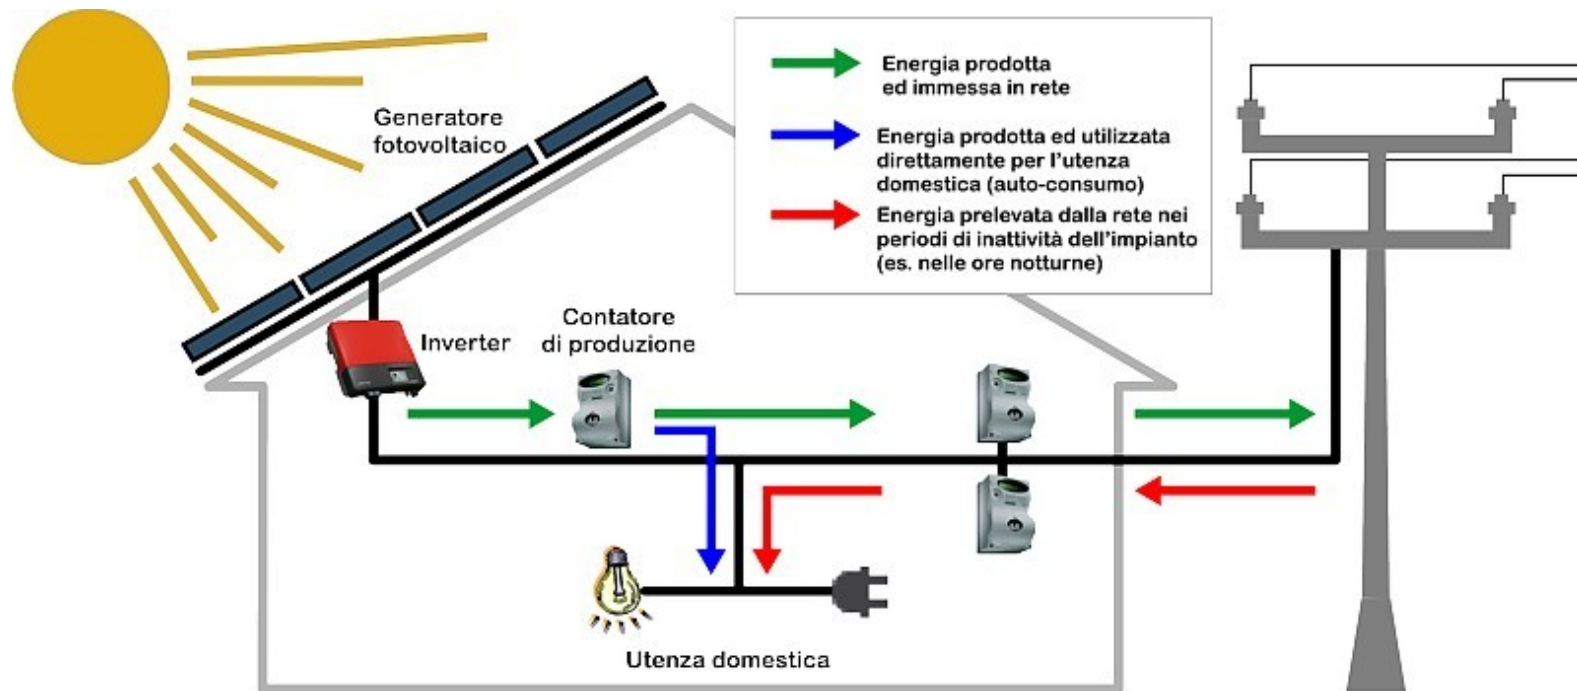 Generatore
fotovoltaico
Energia prodotta
ed immessa in rete
Energia prodotta ed utilizzata
direttamente per l'utenza
domestica (auto-consumo)
Energia prelevata dalla rete nei
periodi di inattività dell'impianto
(es. nelle ore notturne)
Inverter
Contatore
di produzione
Utenza domestica